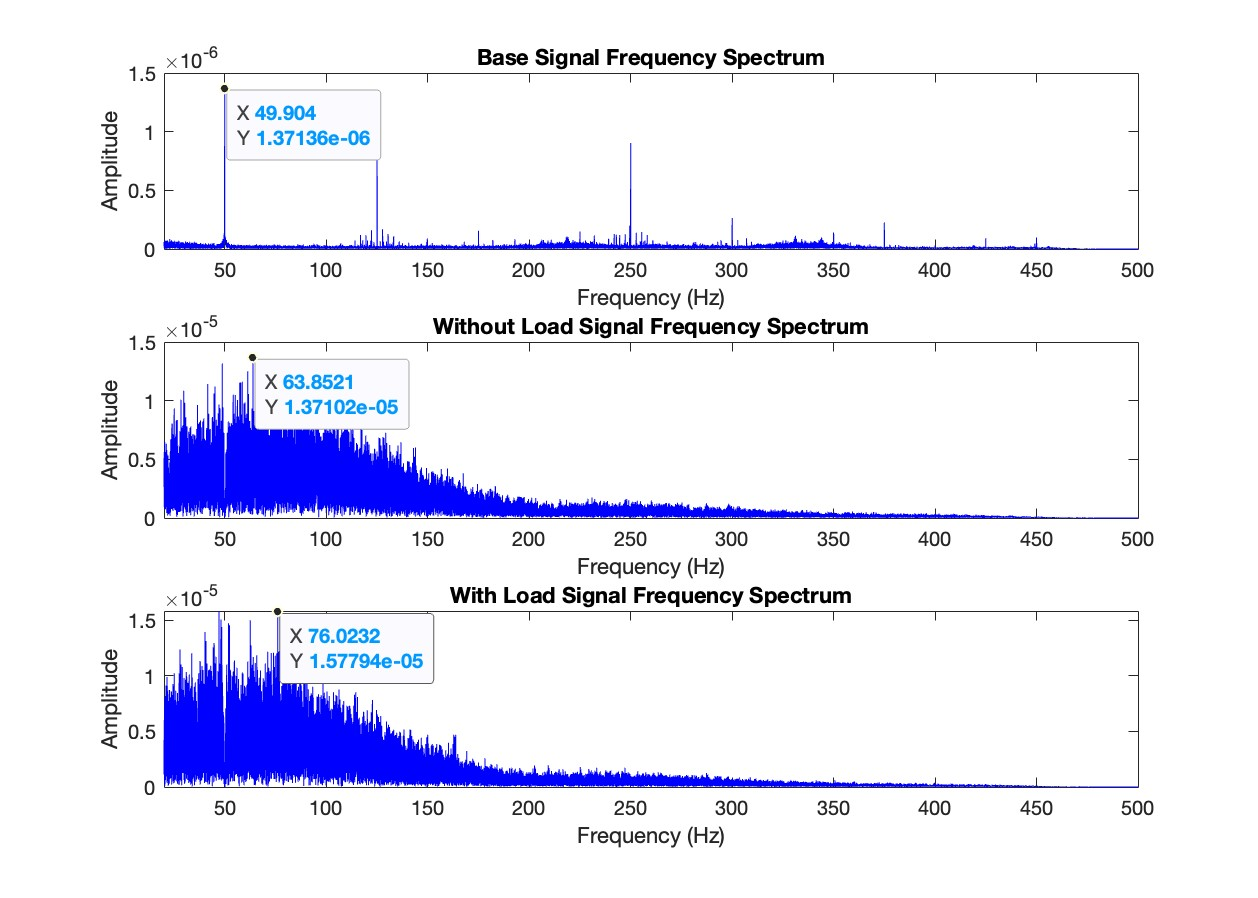 Base Signal Frequency Spectrum
×10^-6
1.5
1
0.5
0
Amplitude
X 49.904
Y 1.37136e-06
50 100 150 200 250 300 350 400 450 500
Frequency (Hz)
Without Load Signal Frequency Spectrum
×10^-5
1.5
1
0.5
0
Amplitude
X 63.8521
Y 1.37102e-05
50 100 150 200 250 300 350 400 450 500
Frequency (Hz)
With Load Signal Frequency Spectrum
×10^-5
1.5
1
0.5
0
Amplitude
X 76.0232
Y 1.57794e-05
50 100 150 200 250 300 350 400 450 500
Frequency (Hz)